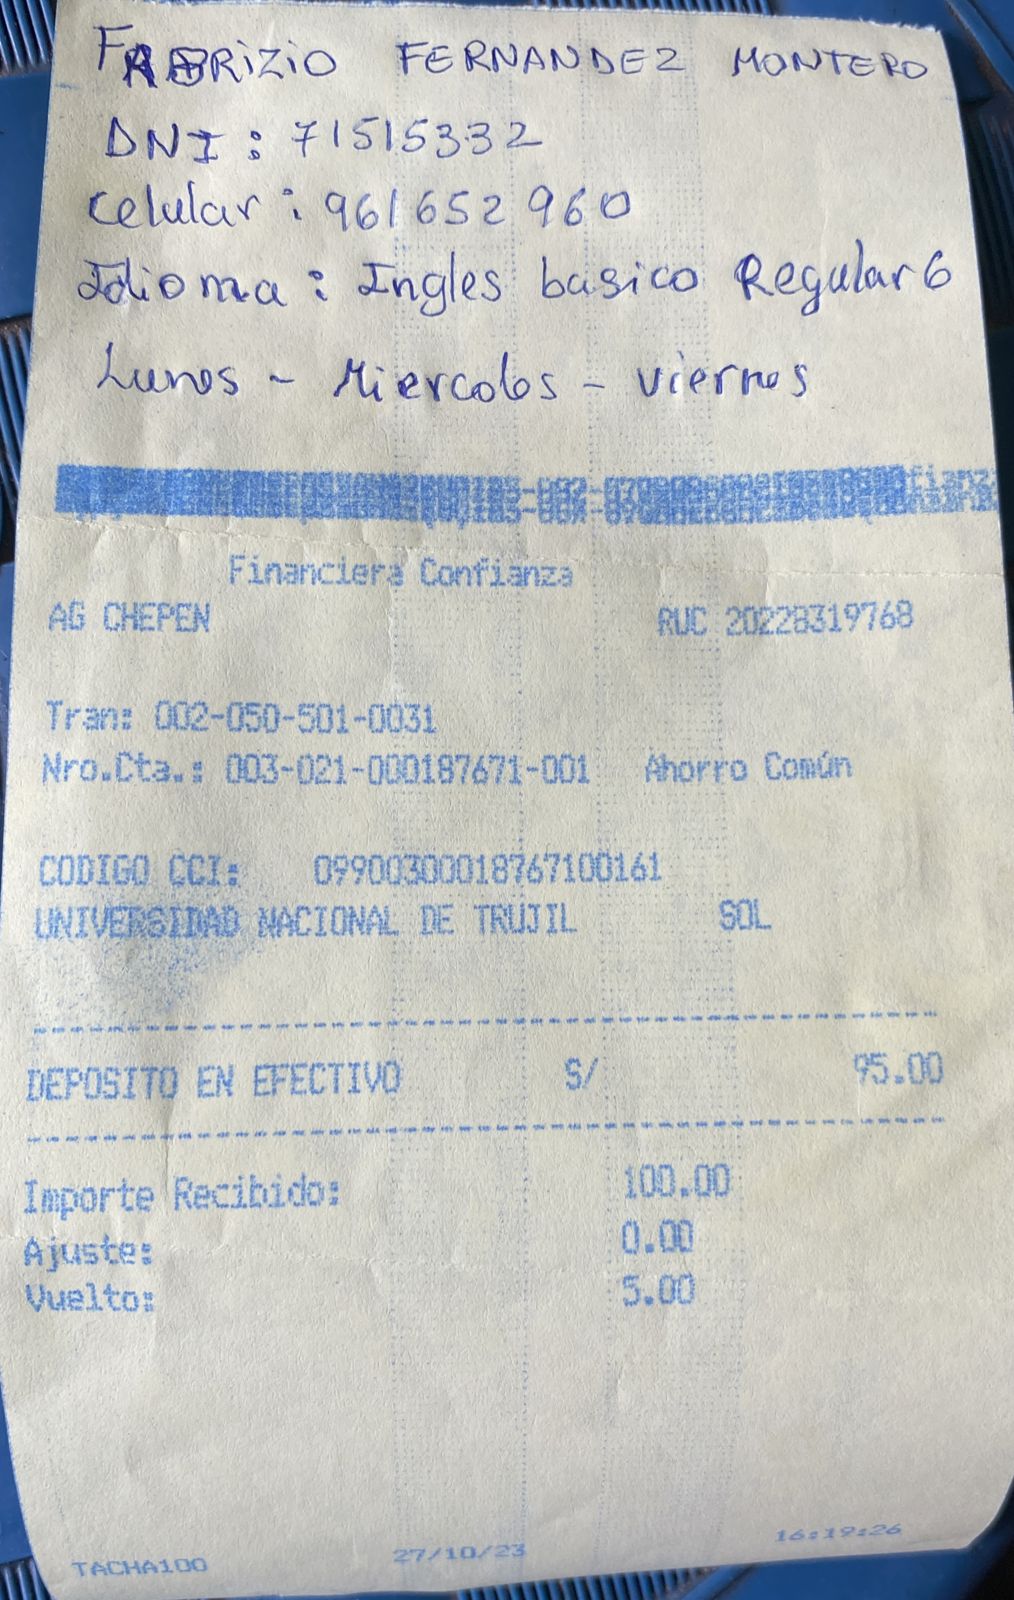 FABRIZIO FERNANDEZ MONTERO
DNI : 71515332
Celular : 961652960
Idioma : Ingles basico Regular 6
Lunes - Miercoles - viernes
Financiera Confianza
AG CHEPEN RUC 20228319768
Tran: 002-050-501-0031
Nro.Cta.: 003-021-000187671-001 Ahorro Común
CODIGO CCI: 09900300018767100161
UNIVERSIDAD NACIONAL DE TRUJIL SOL
DEPOSITO EN EFECTIVO S/ 95.00
Importe Recibido: 100.00
Ajuste: 0.00
Vuelto: 5.00
TACHA100 27/10/23 16:19:26